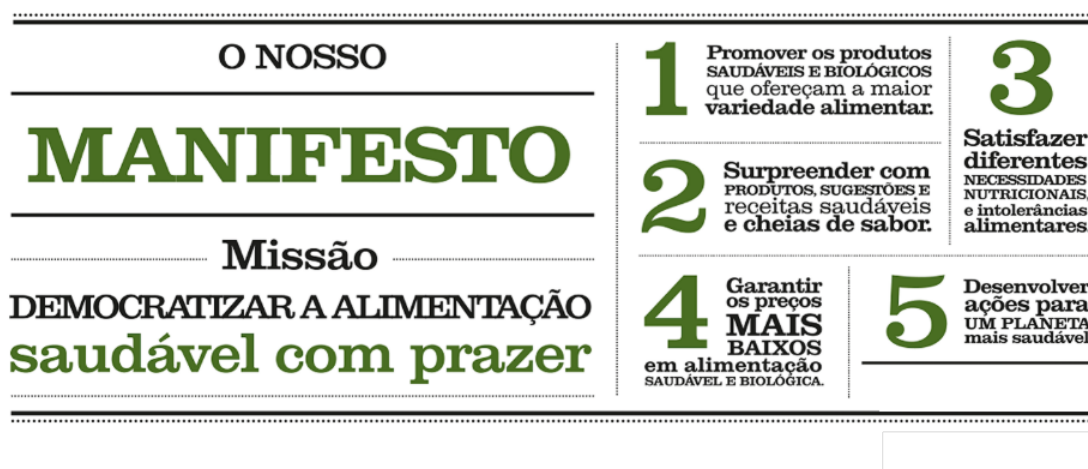 O NOSSO
MANIFESTO
Missão
DEMOCRATIZAR A ALIMENTAÇÃO
saudável com prazer
1
Promover os produtos
SAUDÁVEIS E BIOLÓGICOS
que ofereçam a maior
variedade alimentar.
2
Surpreender com
PRODUTOS, SUGESTÕES E
receitas saudáveis
e cheias de sabor.
3
Satisfazer
diferentes
NECESSIDADES
NUTRICIONAIS,
e intolerâncias
alimentares.
4
Garantir
os preços
MAIS
BAIXOS
em alimentação
SAUDÁVEL E BIOLÓGICA.
5
Desenvolver
ações para
UM PLANETA
mais saudável